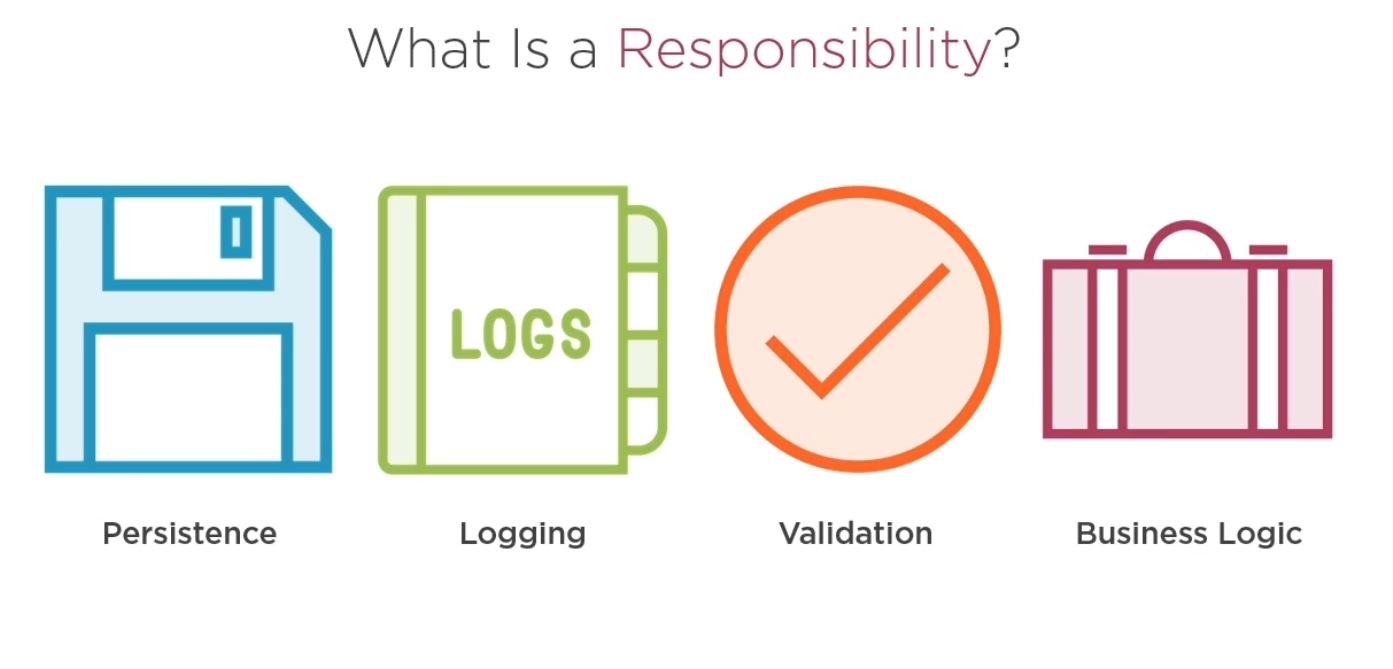 What Is a Responsibility?
LOGS
Persistence
Logging
Validation
Business Logic